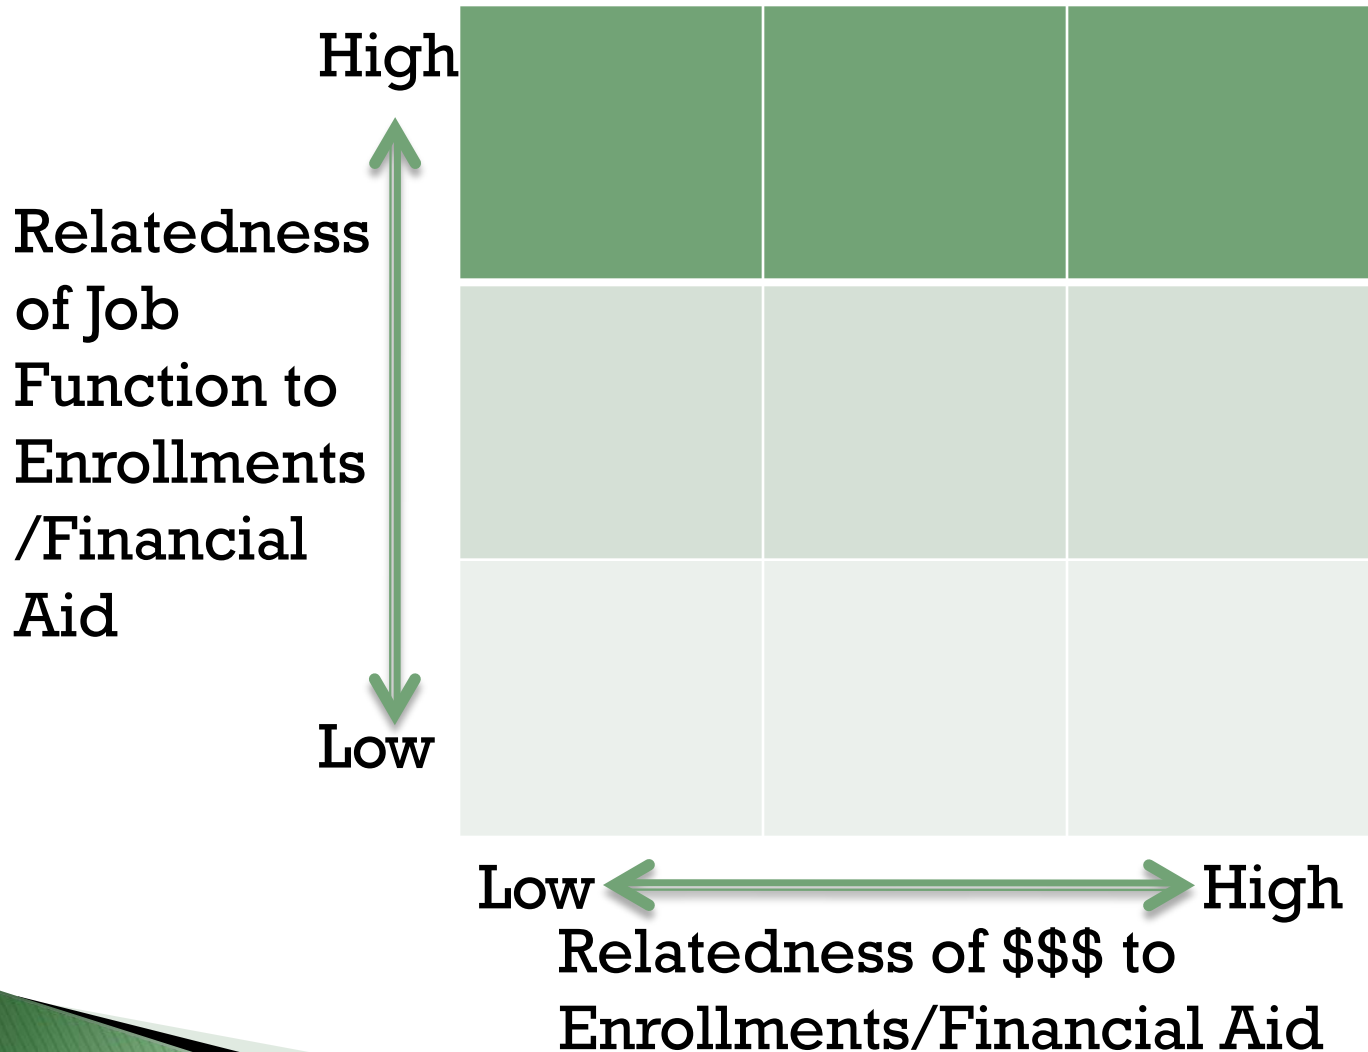 High
Relatedness
of Job
Function to
Enrollments
/Financial
Aid
Low
Low
High
Relatedness of $$$ to
Enrollments/Financial Aid